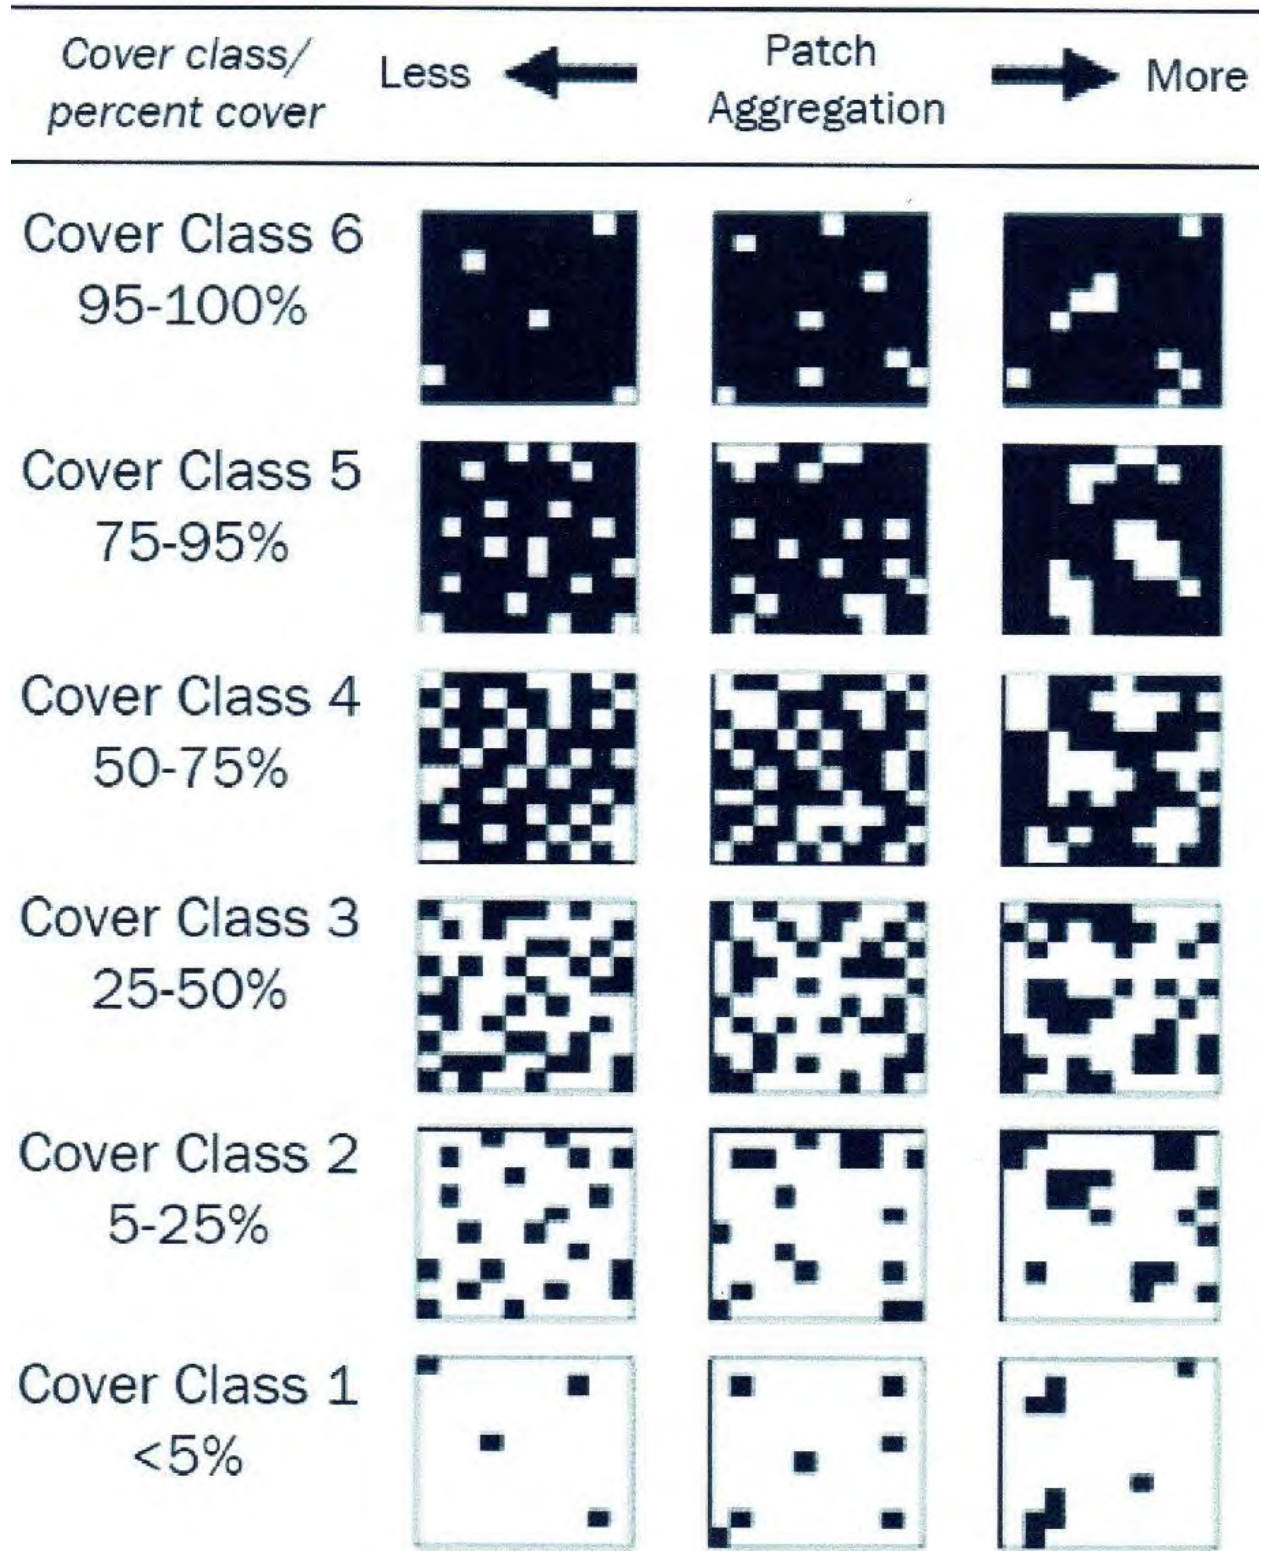 Cover class/
percent cover
Less
Patch
Aggregation
More
Cover Class 6
95-100%
Cover Class 5
75-95%
Cover Class 4
50-75%
Cover Class 3
25-50%
Cover Class 2
5-25%
Cover Class 1
<5%